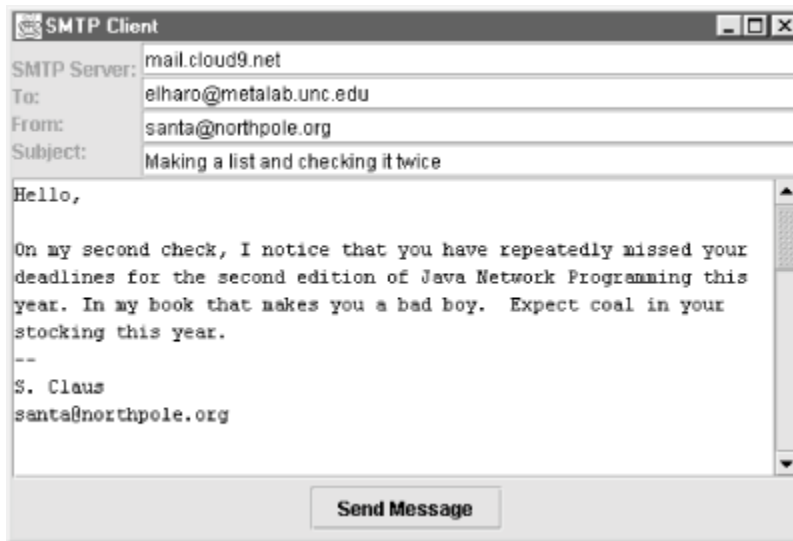 SMTP Client
SMTP Server: mail.cloud9.net
To: elharo@metalab.unc.edu
From: santa@northpole.org
Subject: Making a list and checking it twice
Hello,
On my second check, I notice that you have repeatedly missed your
deadlines for the second edition of Java Network Programming this
year. In my book that makes you a bad boy.  Expect coal in your
stocking this year.
--
S. Claus
santa@northpole.org
Send Message